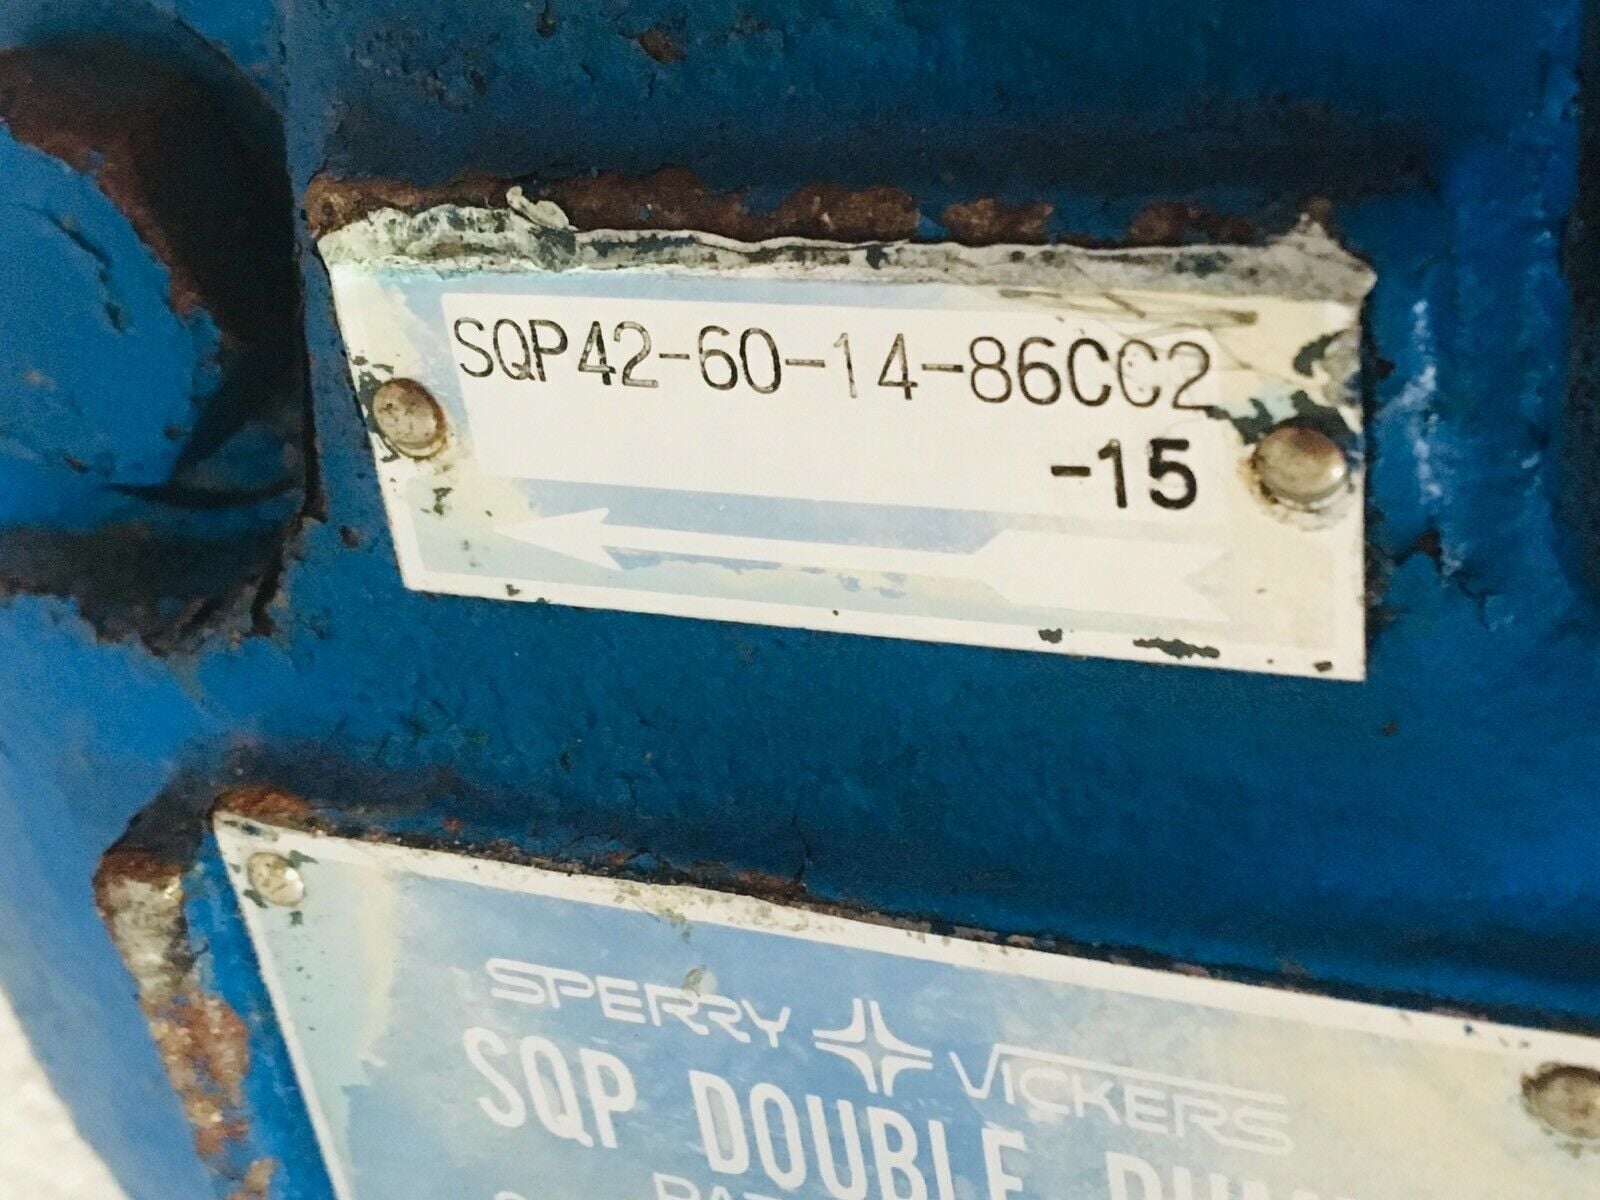 SQP42-60-14-86CC2
-15
SPERRY VICKERS
SQP DOUBLE